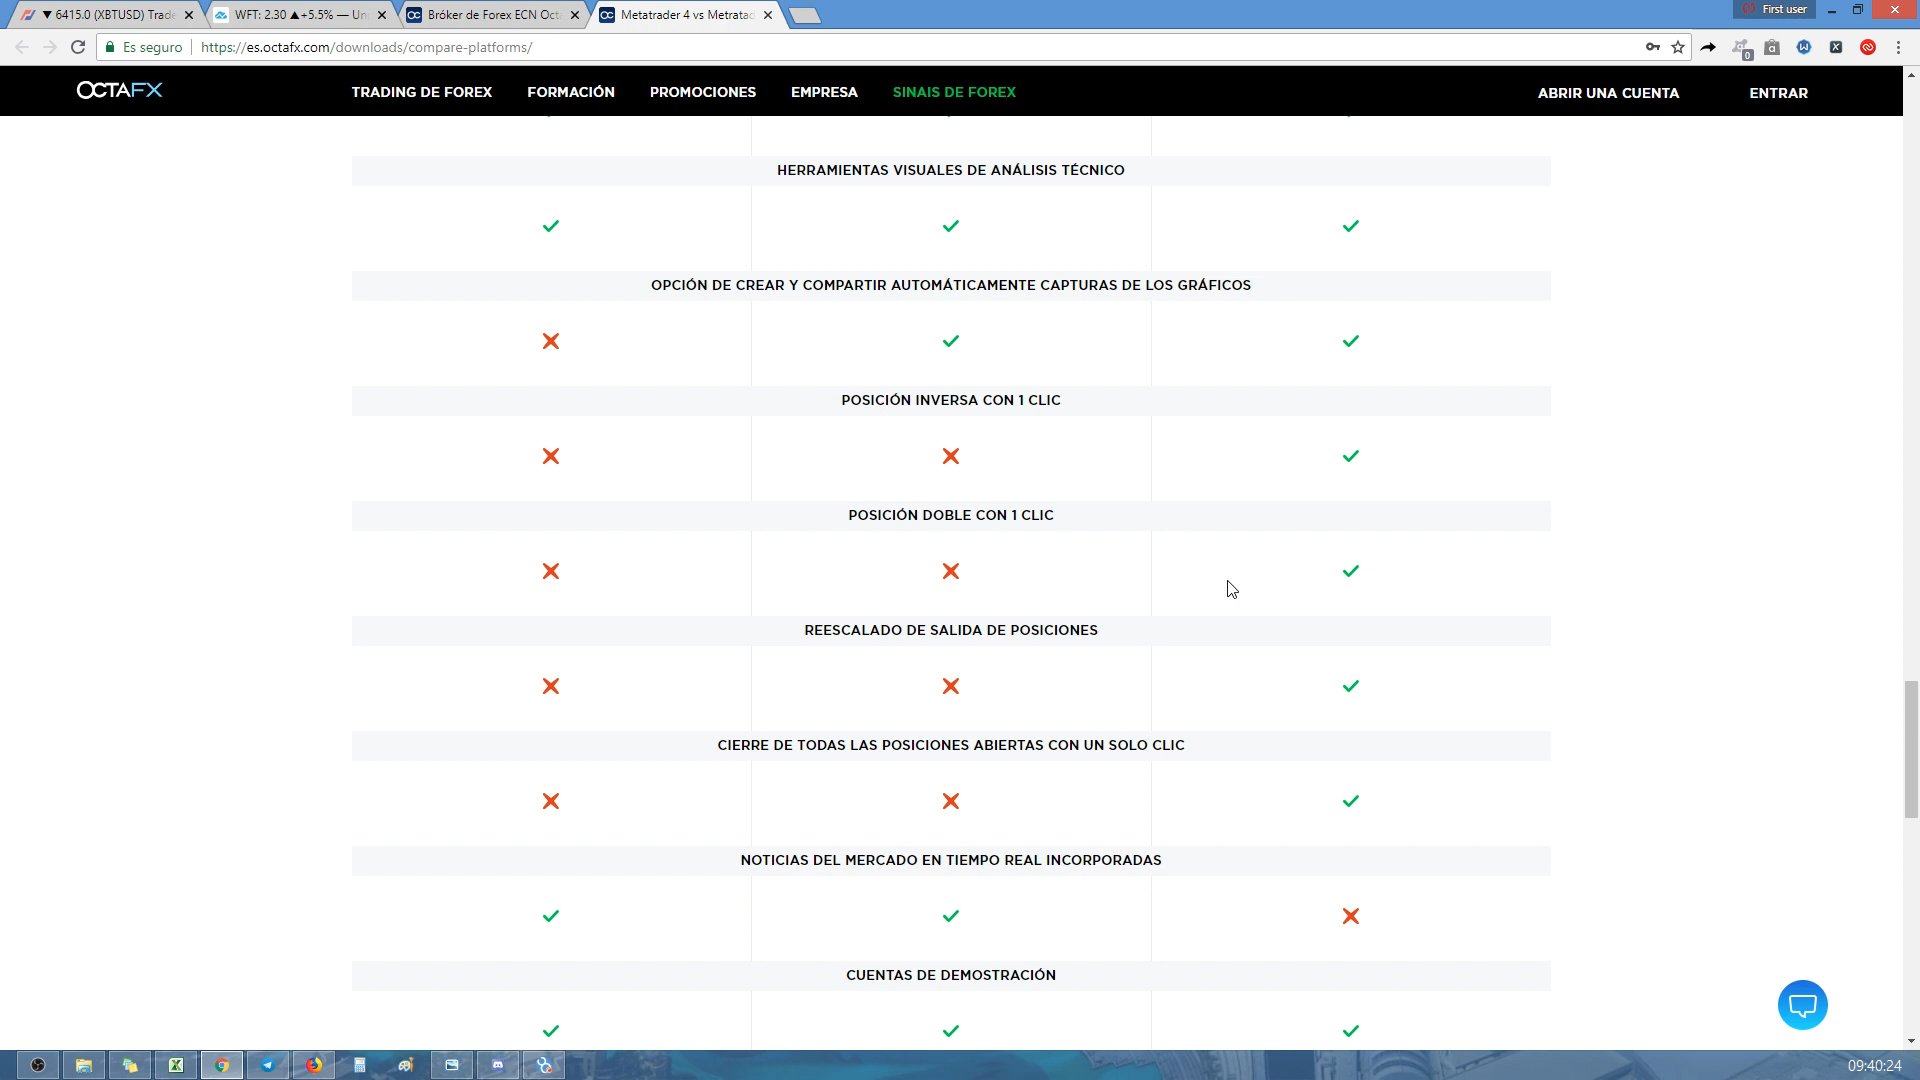 ▼ 6415.0 (XBTUSD) Trade
WFT: 2.30 ▲+5.5% — Un
Bróker de Forex ECN Octa
Metatrader 4 vs Metratad
First user
Es seguro
https://es.octafx.com/downloads/compare-platforms/
0
OCTAFX
TRADING DE FOREX
FORMACIÓN
PROMOCIONES
EMPRESA
SINAIS DE FOREX
ABRIR UNA CUENTA
ENTRAR
HERRAMIENTAS VISUALES DE ANÁLISIS TÉCNICO
OPCIÓN DE CREAR Y COMPARTIR AUTOMÁTICAMENTE CAPTURAS DE LOS GRÁFICOS
POSICIÓN INVERSA CON 1 CLIC
POSICIÓN DOBLE CON 1 CLIC
REESCALADO DE SALIDA DE POSICIONES
CIERRE DE TODAS LAS POSICIONES ABIERTAS CON UN SOLO CLIC
NOTICIAS DEL MERCADO EN TIEMPO REAL INCORPORADAS
CUENTAS DE DEMOSTRACIÓN
09:40:24